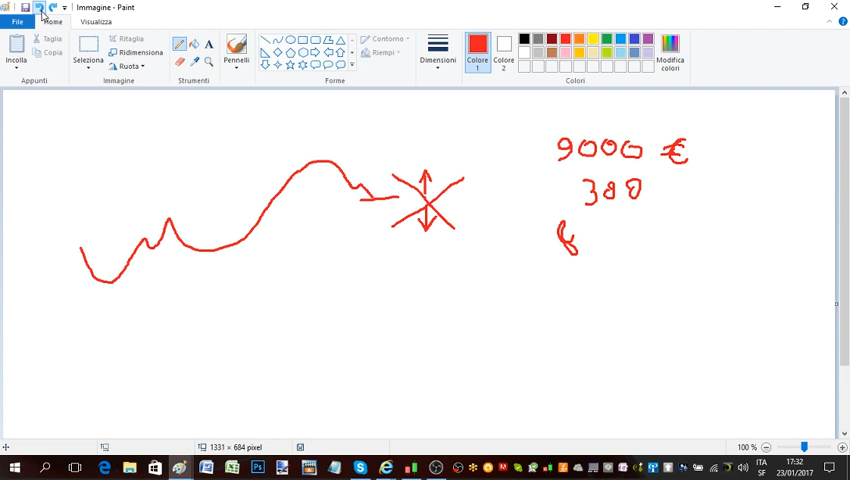 Immagine - Paint
File Home Visualizza
Incolla
Taglia
Copia
Appunti
Seleziona
Ritaglia
Ridimensiona
Ruota
Immagine
A
Strumenti
Pennelli
Contorno
Riempi
Forme
Dimensioni
Colore
1
Colore
2
Modifica
colori
Colori
9000 €
300
1331 × 684 pixel
100 %
ITA
SF
17:32
23/01/2017